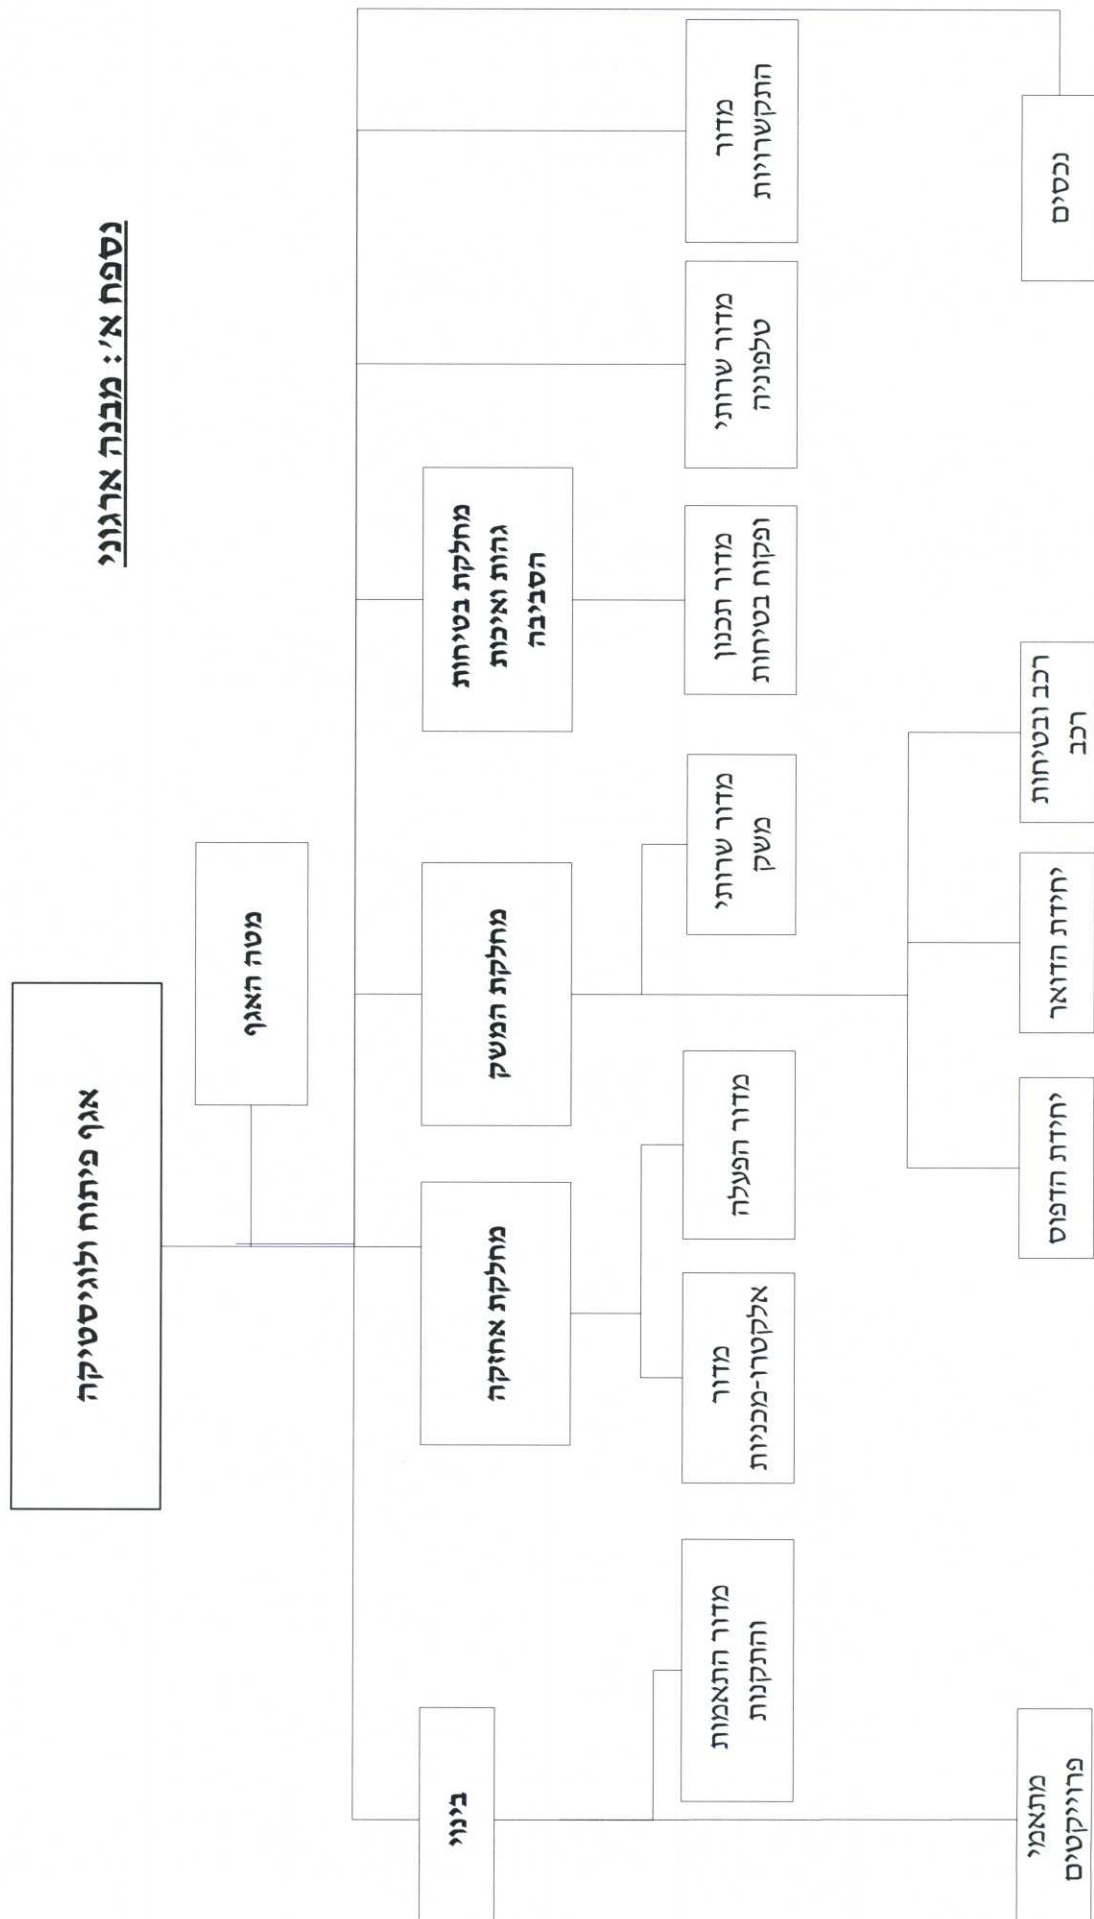 נספח א': מבנה ארגוני
אגף פיתוח ולוגיסטיקה
מטה האגף
בינוי
מחלקת אחזקה
מחלקת המשק
מחלקת בטיחות
גהות ואיכות
הסביבה
מדור התאמות
והתקנות
מדור
אלקטרו-מכניות
מדור הפעלה
מדור שרותי
משק
מדור תכנון
ופקוח בטיחות
מדור שרותי
טלפוניה
מדור
התקשרויות
מתאמי
פרוייקטים
יחידת הדפוס
יחידת הדואר
רכב ובטיחות
רכב
נכסים